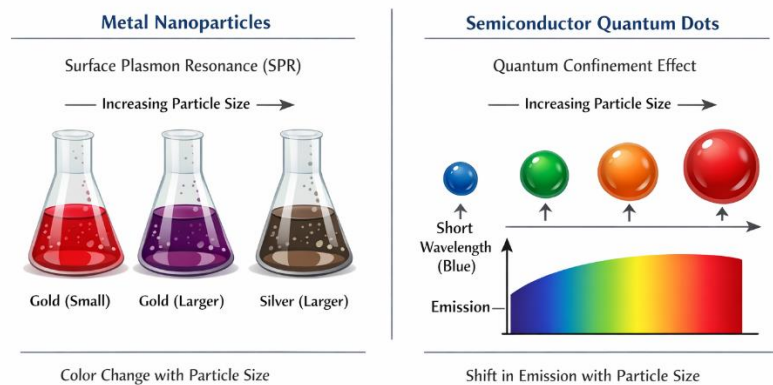 Metal Nanoparticles
Surface Plasmon Resonance (SPR)
Increasing Particle Size
Gold (Small)
Gold (Larger)
Silver (Larger)
Color Change with Particle Size
Semiconductor Quantum Dots
Quantum Confinement Effect
Increasing Particle Size
Short
Wavelength
(Blue)
Emission
Shift in Emission with Particle Size